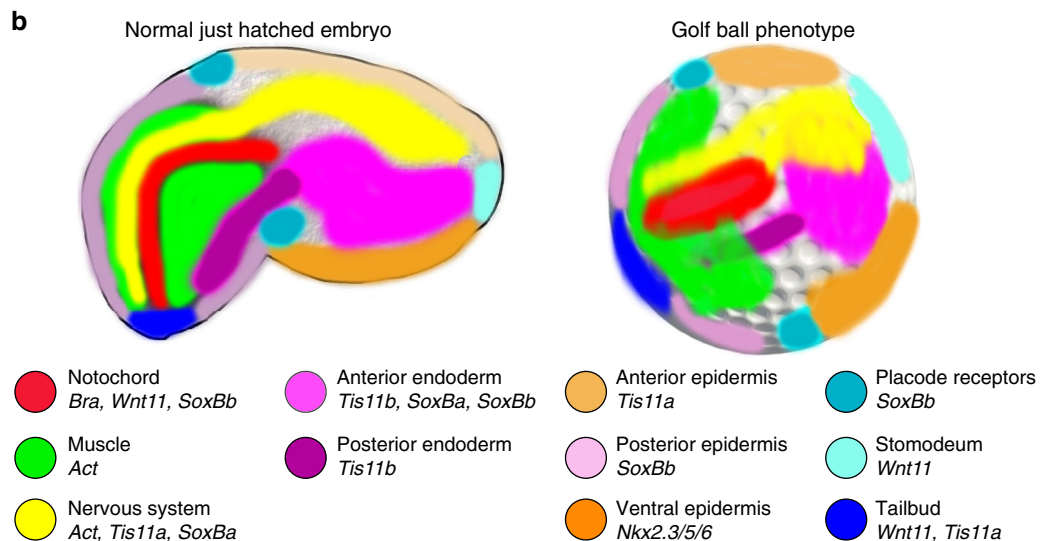 b
Normal just hatched embryo
Golf ball phenotype
Notochord
Bra, Wnt11, SoxBb
Muscle
Act
Nervous system
Act, Tis11a, SoxBa
Anterior endoderm
Tis11b, SoxBa, SoxBb
Posterior endoderm
Tis11b
Anterior epidermis
Tis11a
Posterior epidermis
SoxBb
Ventral epidermis
Nkx2.3/5/6
Placode receptors
SoxBb
Stomodeum
Wnt11
Tailbud
Wnt11, Tis11a